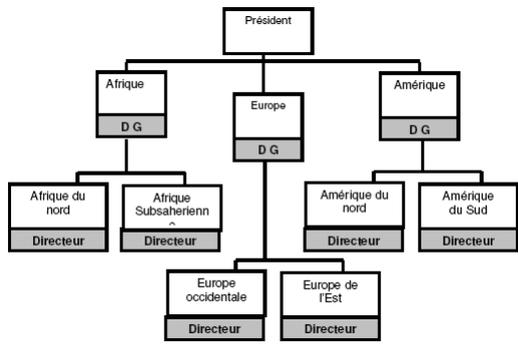 Président
Afrique
D G
Europe
D G
Amérique
D G
Afrique du
nord
Directeur
Afrique
Subsaherienn
Directeur
Amérique du
nord
Directeur
Amérique
du Sud
Directeur
Europe
occidentale
Directeur
Europe de
l'Est
Directeur